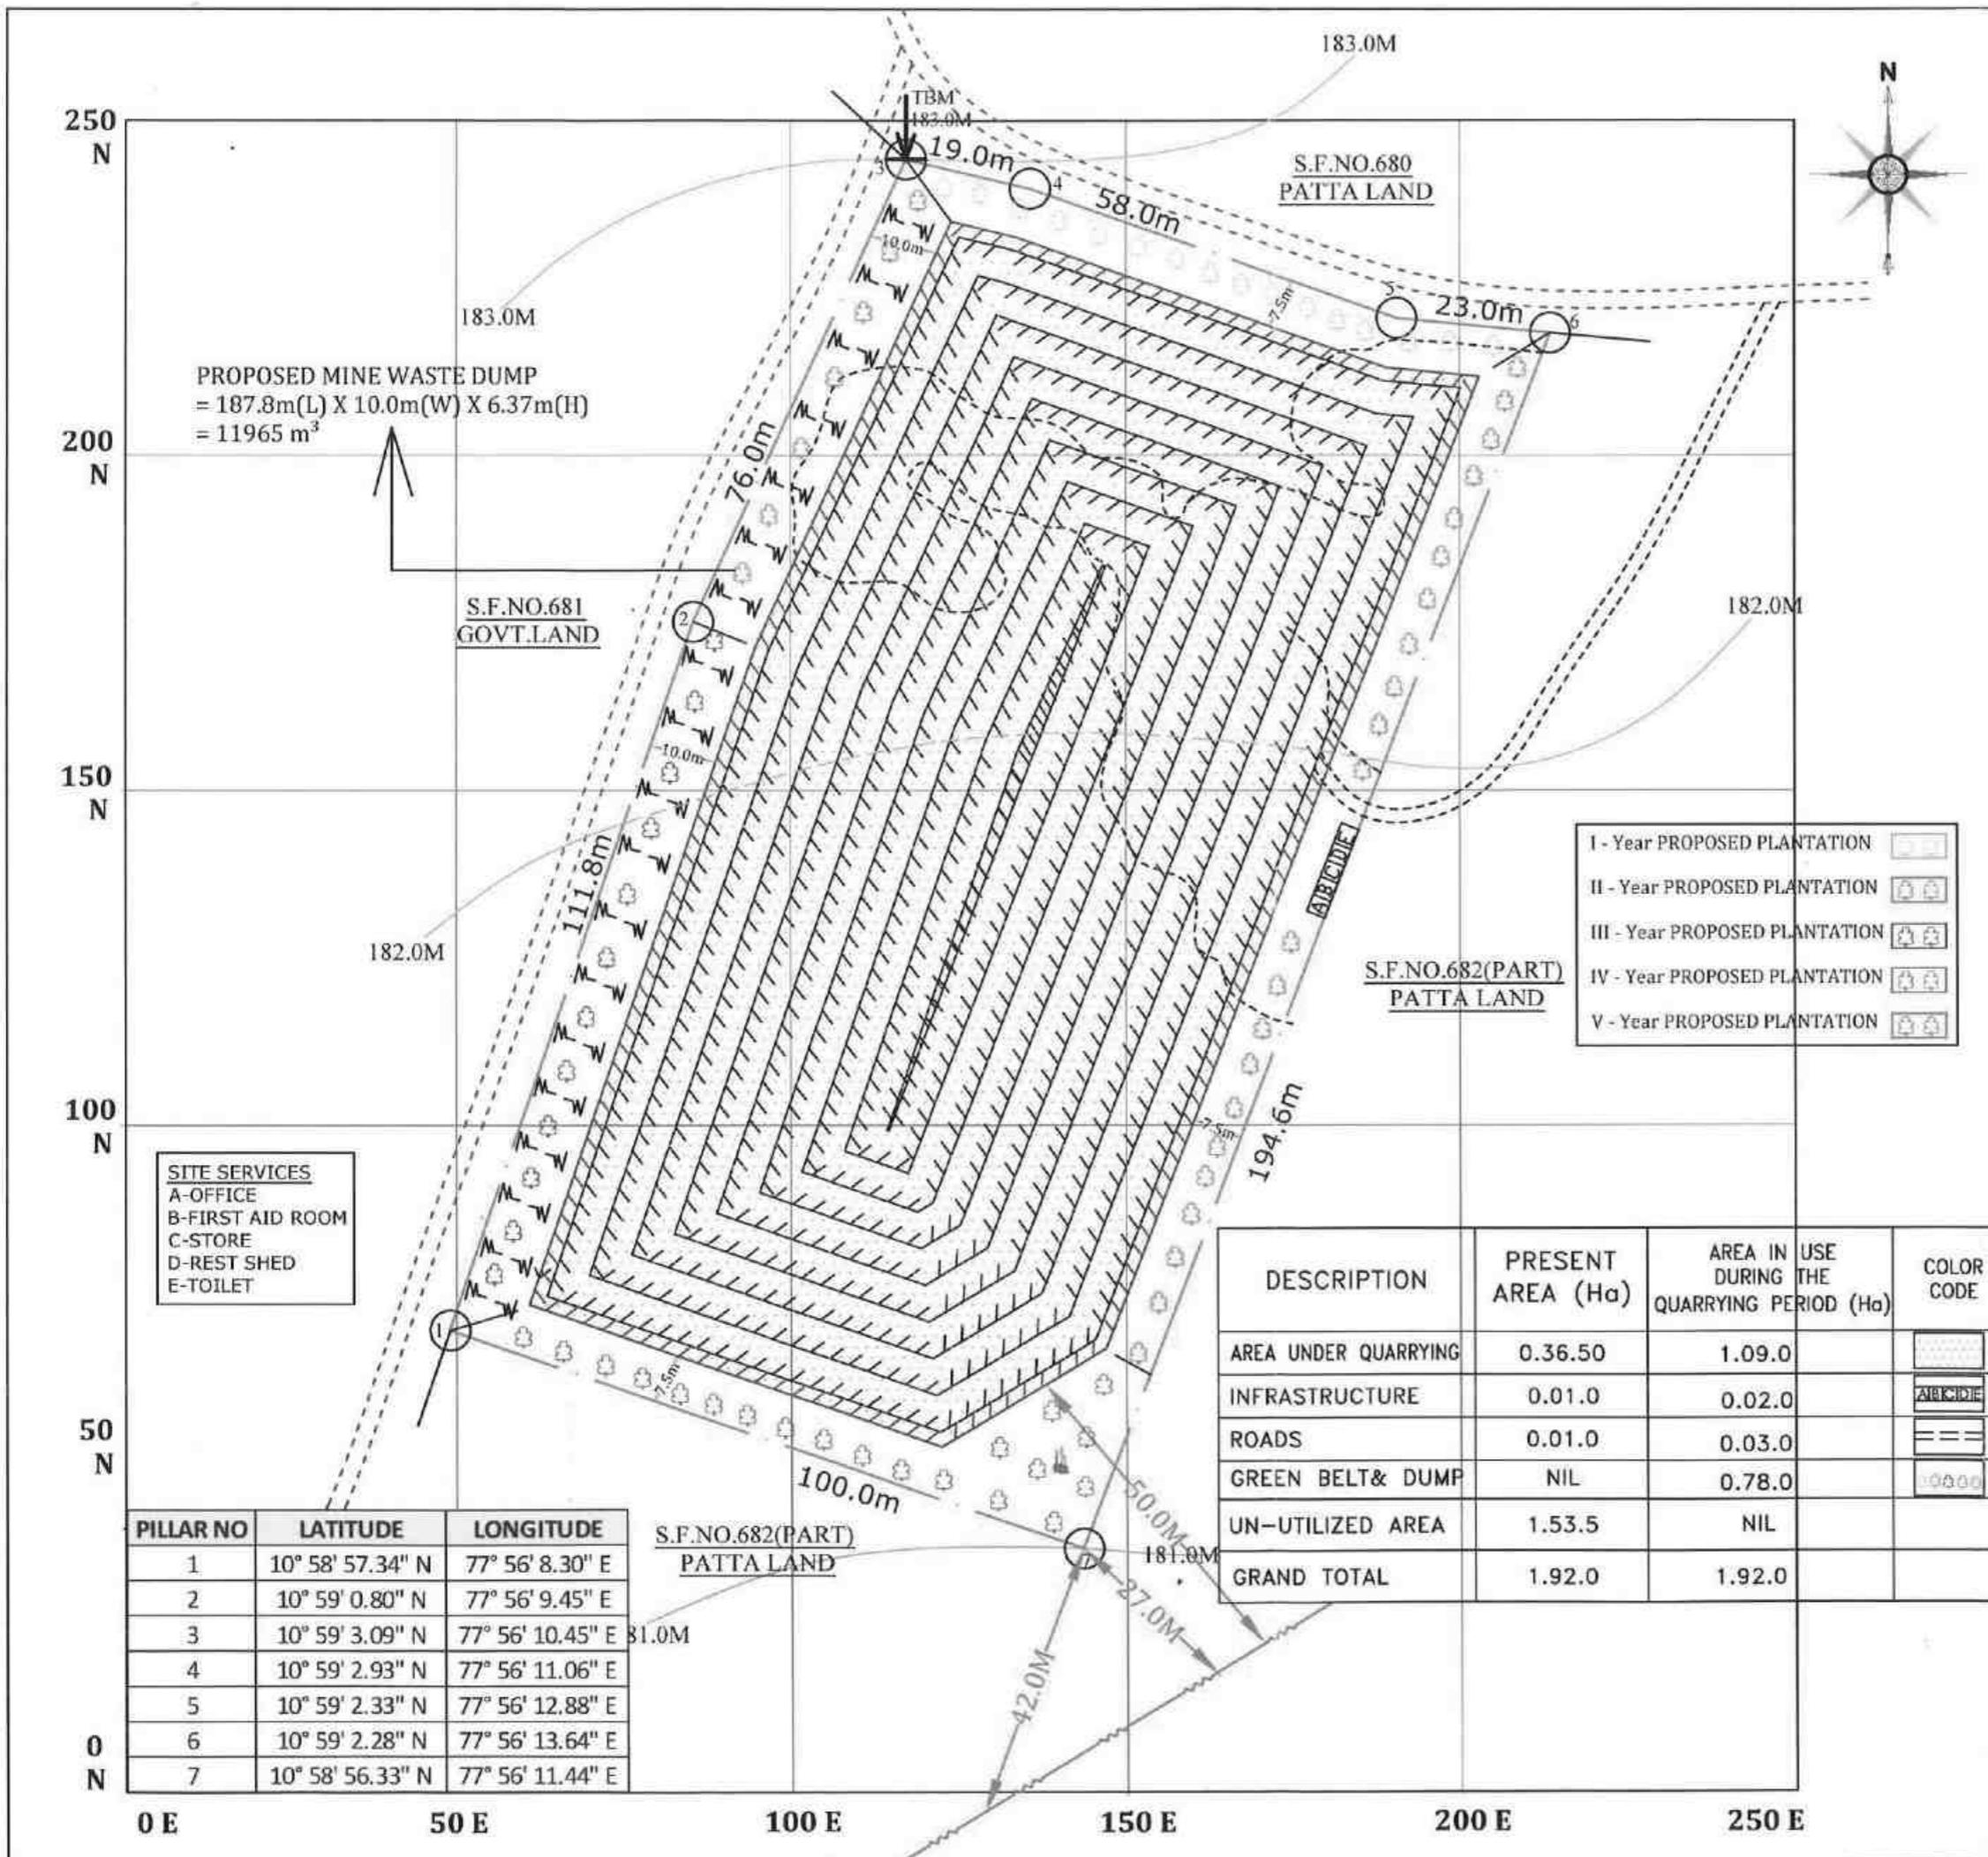 183.0M
N
250
N
TBM
183.0M
3
19.0m
4
58.0m
S.F.NO.680
PATTA LAND
-10.0m-
-7.5m-
5
23.0m
6
183.0M
PROPOSED MINE WASTE DUMP
= 187.8m(L) X 10.0m(W) X 6.37m(H)
= 11965 m³
200
N
76.0m
S.F.NO.681
GOVT.LAND
2
182.0M
-10.0m-
150
N
111.8m
182.0M
ABCDE
I - Year PROPOSED PLANTATION
II - Year PROPOSED PLANTATION
III - Year PROPOSED PLANTATION
IV - Year PROPOSED PLANTATION
V - Year PROPOSED PLANTATION
S.F.NO.682(PART)
PATTA LAND
100
N
-7.5m-
194.6m
SITE SERVICES
A-OFFICE
B-FIRST AID ROOM
C-STORE
D-REST SHED
E-TOILET
1
-7.5m-
DESCRIPTION PRESENT AREA (Ha) AREA IN USE DURING THE QUARRYING PERIOD (Ha) COLOR CODE
AREA UNDER QUARRYING 0.36.50 1.09.0
INFRASTRUCTURE 0.01.0 0.02.0 ABCDE
ROADS 0.01.0 0.03.0
GREEN BELT& DUMP NIL 0.78.0
UN-UTILIZED AREA 1.53.5 NIL
GRAND TOTAL 1.92.0 1.92.0
50
N
100.0m
50.0M
7
181.0M
27.0M
42.0M
S.F.NO.682(PART)
PATTA LAND
81.0M
PILLAR NO LATITUDE LONGITUDE
1 10° 58' 57.34" N 77° 56' 8.30" E
2 10° 59' 0.80" N 77° 56' 9.45" E
3 10° 59' 3.09" N 77° 56' 10.45" E
4 10° 59' 2.93" N 77° 56' 11.06" E
5 10° 59' 2.33" N 77° 56' 12.88" E
6 10° 59' 2.28" N 77° 56' 13.64" E
7 10° 58' 56.33" N 77° 56' 11.44" E
0
N
0 E
50 E
100 E
150 E
200 E
250 E